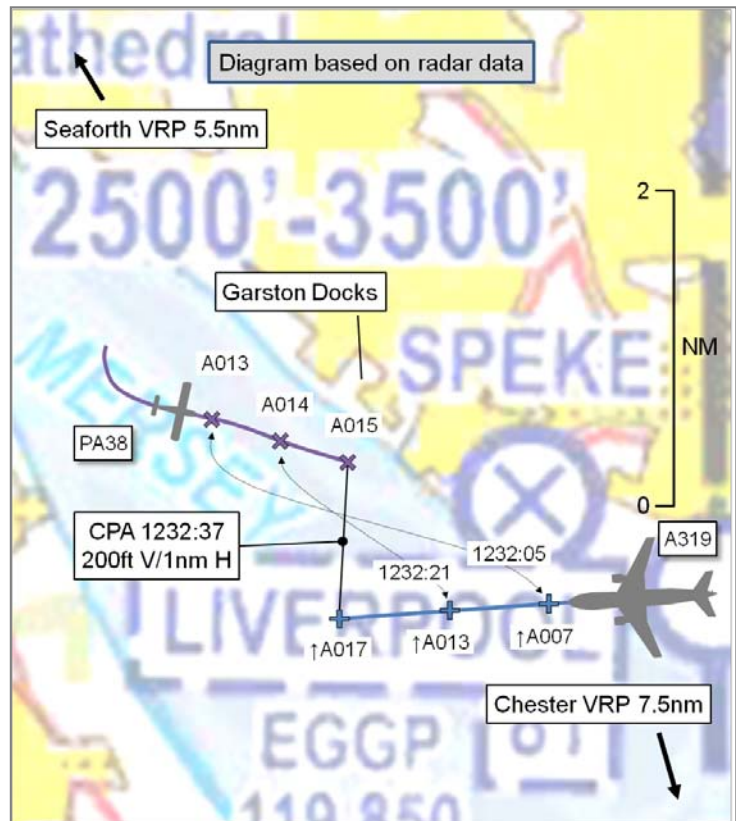 athedral
Diagram based on radar data
Seaforth VRP 5.5nm
2500'-3500'
2
Garston Docks
SPEKE
NM
A013
A014
A015
MERSEY
PA38
0
CPA 1232:37
200ft V/1nm H
1232:05
A319
1232:21
LIVERPOOL
↑A017
↑A013
↑A007
Chester VRP 7.5nm
EGGP
119.850